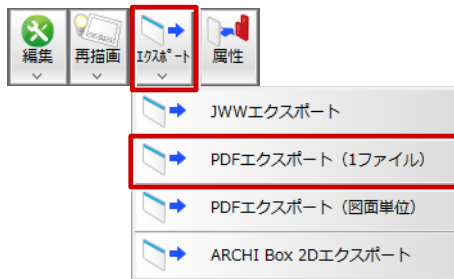 編集
再描画
ｴｸｽﾎﾟｰﾄ
属性
JWWエクスポート
PDFエクスポート（1ファイル）
PDFエクスポート（図面単位）
ARCHI Box 2Dエクスポート